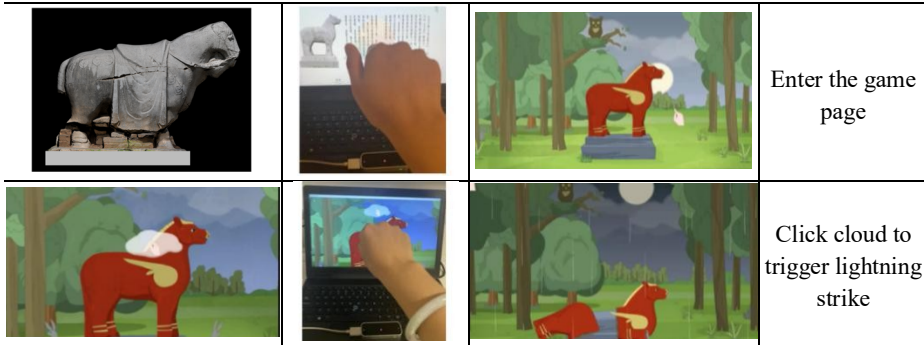 Enter the game
page
Click cloud to
trigger lightning
strike